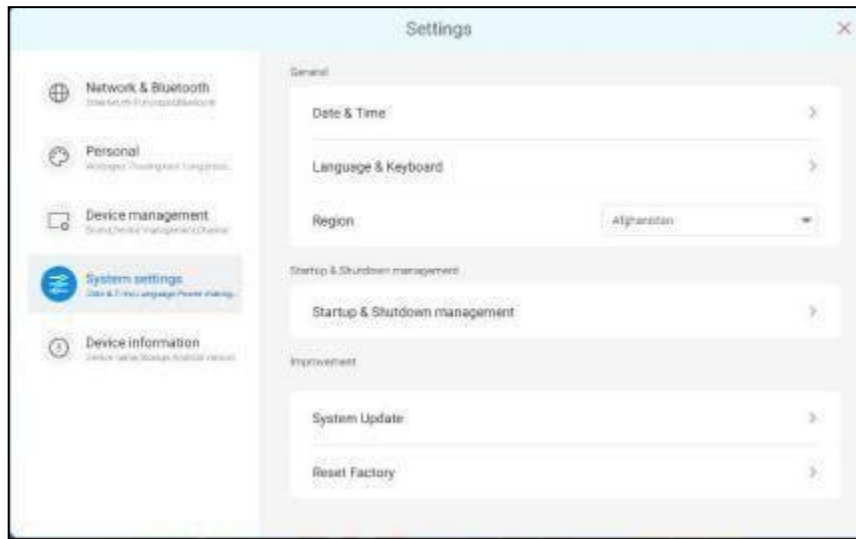 Settings
Network & Bluetooth
Personal
Device management
System settings
Device information
General
Date & Time
Language & Keyboard
Region
Afghanistan
Startup & Shutdown management
Startup & Shutdown management
Improvement
System Update
Reset Factory